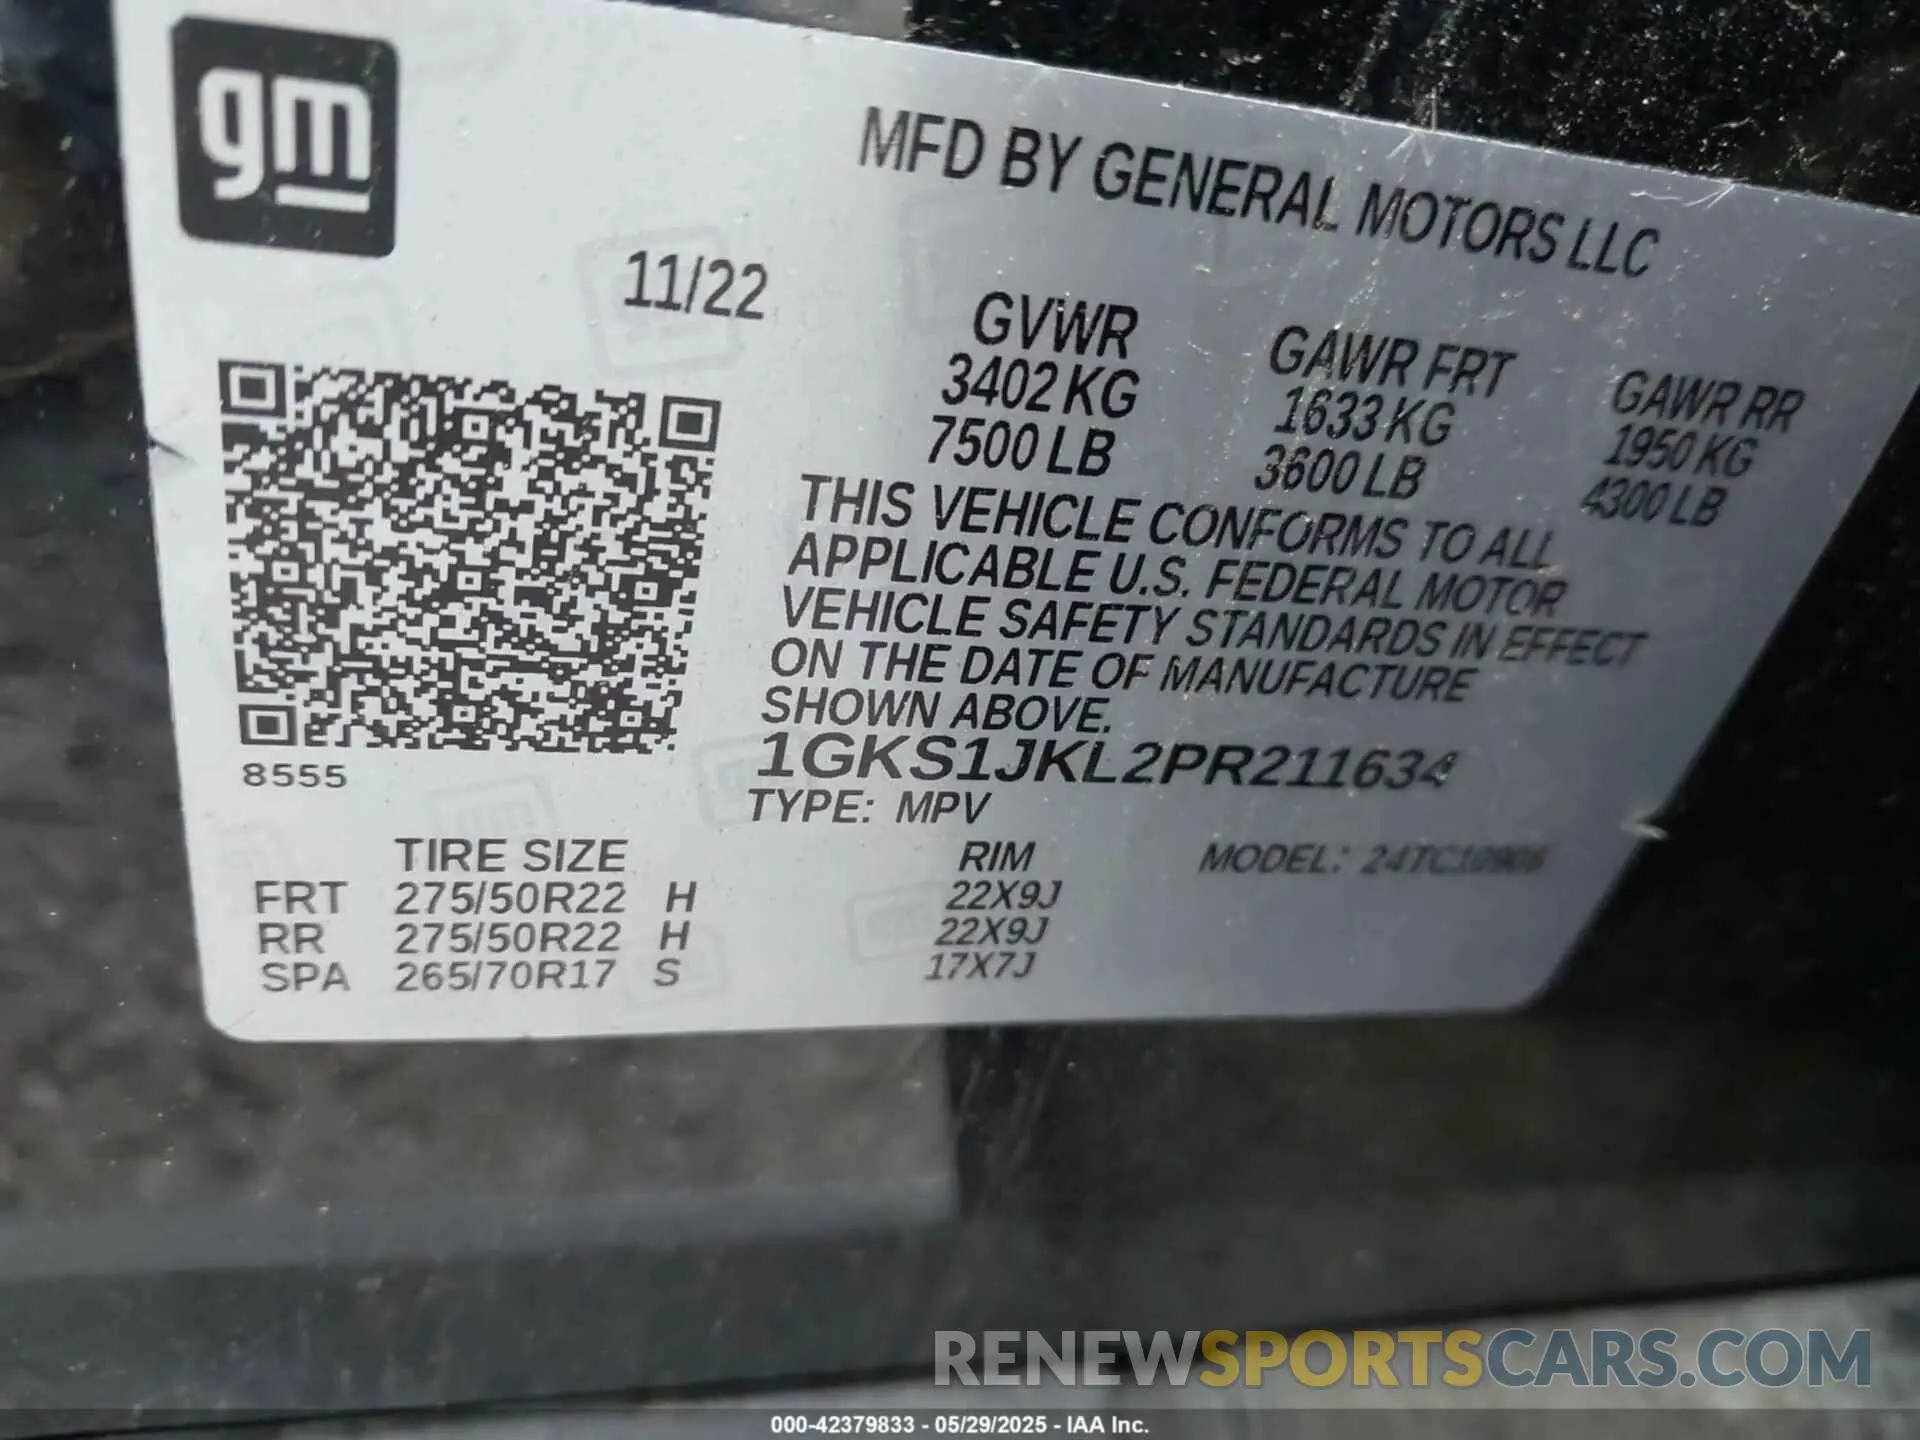 gm
MFD BY GENERAL MOTORS LLC
11/22
GVWR GAWR FRT GAWR RR
3402 KG 1633 KG 1950 KG
7500 LB 3600 LB 4300 LB
THIS VEHICLE CONFORMS TO ALL
APPLICABLE U.S. FEDERAL MOTOR
VEHICLE SAFETY STANDARDS IN EFFECT
ON THE DATE OF MANUFACTURE
SHOWN ABOVE.
1GKS1JKL2PR211634
8555
TYPE: MPV
TIRE SIZE RIM MODEL: 24TC10906
FRT 275/50R22 H 22X9J
RR 275/50R22 H 22X9J
SPA 265/70R17 S 17X7J
RENEWSPORTSCARS.COM
000-42379833 - 05/29/2025 - IAA Inc.